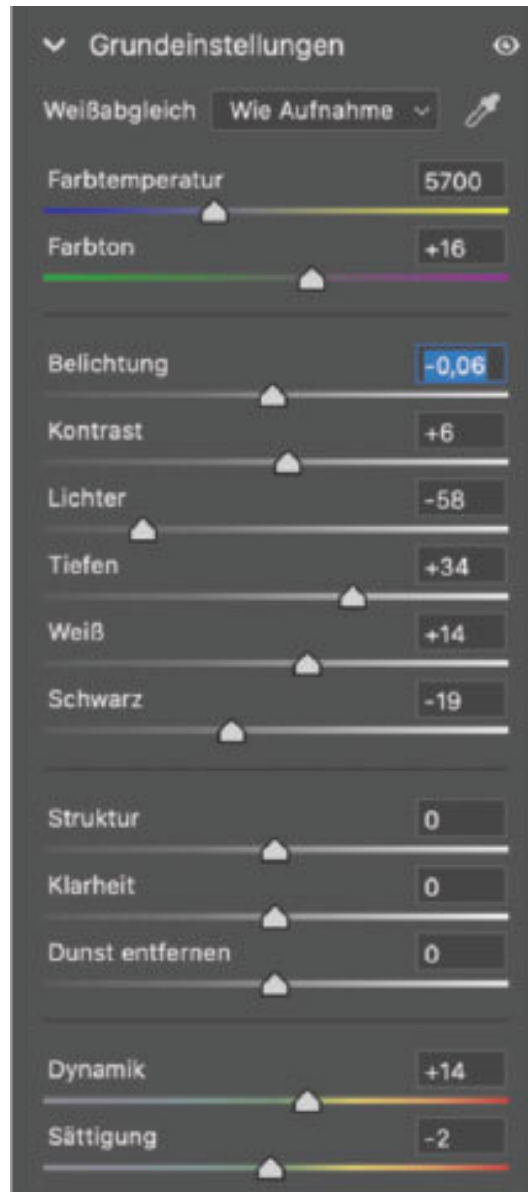 Grundeinstellungen
Weißabgleich Wie Aufnahme
Farbtemperatur 5700
Farbton +16
Belichtung -0,06
Kontrast +6
Lichter -58
Tiefen +34
Weiß +14
Schwarz -19
Struktur 0
Klarheit 0
Dunst entfernen 0
Dynamik +14
Sättigung -2